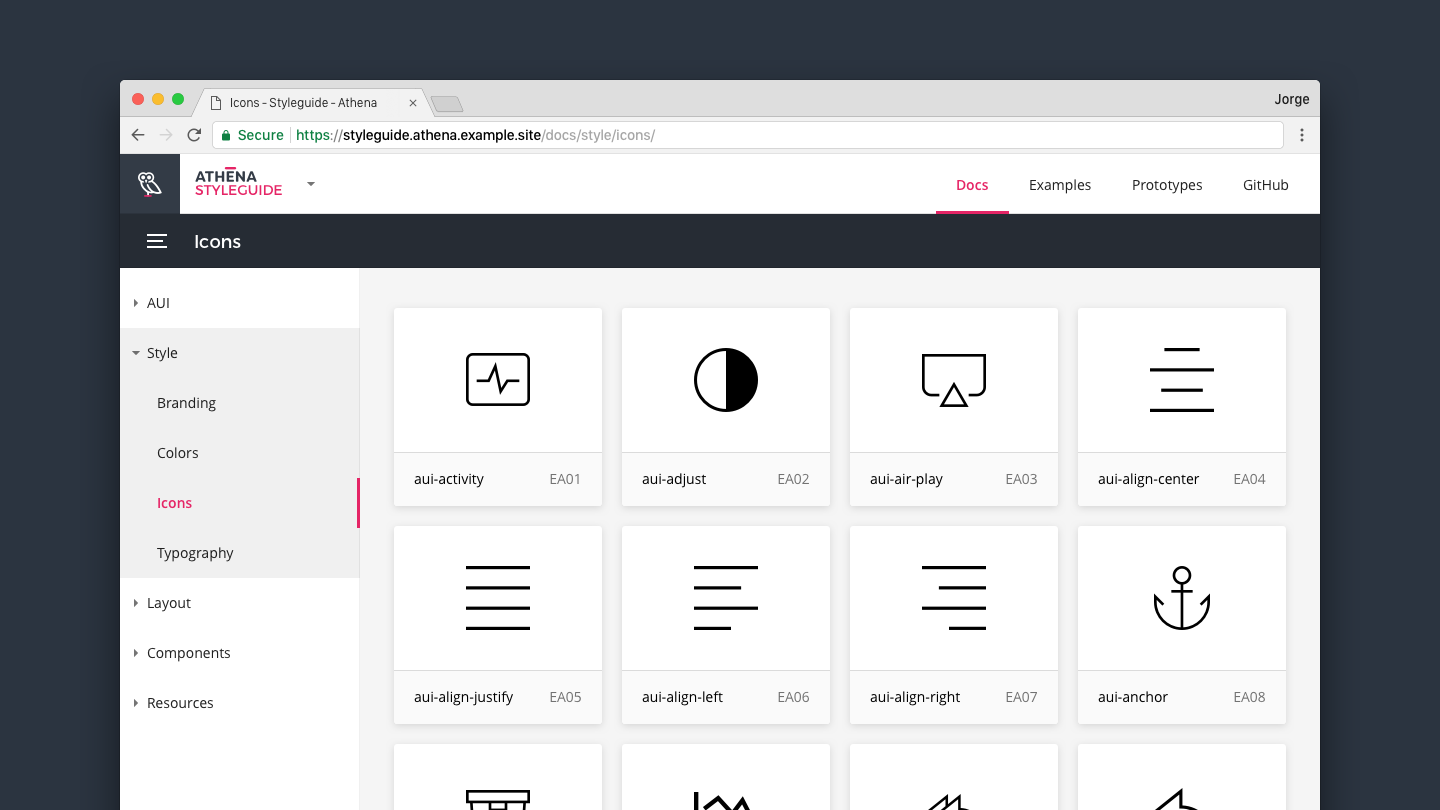 Icons - Styleguide - Athena
Jorge
Secure https://styleguide.athena.example.site/docs/style/icons/
ATHĒNA
STYLEGUIDE
Docs Examples Prototypes GitHub
Icons
AUI
Style
Branding
Colors
Icons
Typography
Layout
Components
Resources
aui-activity EA01
aui-adjust EA02
aui-air-play EA03
aui-align-center EA04
aui-align-justify EA05
aui-align-left EA06
aui-align-right EA07
aui-anchor EA08